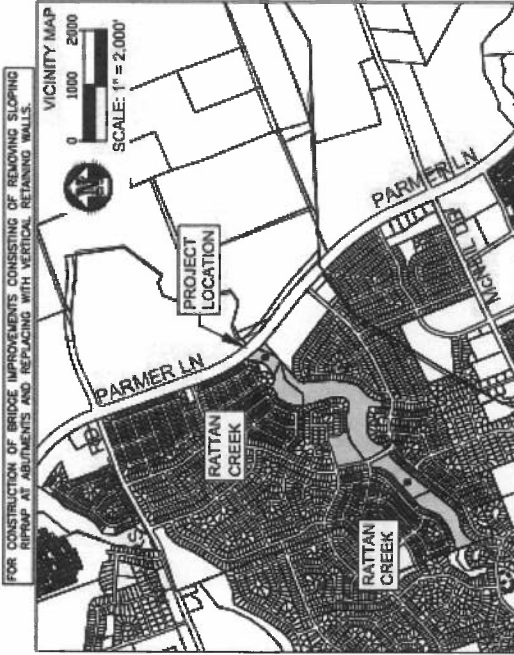 FOR CONSTRUCTION OF BRIDGE IMPROVEMENTS CONSISTING OF REMOVING SLOPING
RIPRAP AT ABUTMENTS AND REPLACING WITH VERTICAL RETAINING WALLS.
VICINITY MAP
0 1000 2000
SCALE: 1" = 2,000'
N
PROJECT
LOCATION
PARMER LN
PARMER LN
RATTAN
CREEK
RATTAN
CREEK
MCNEIL DR